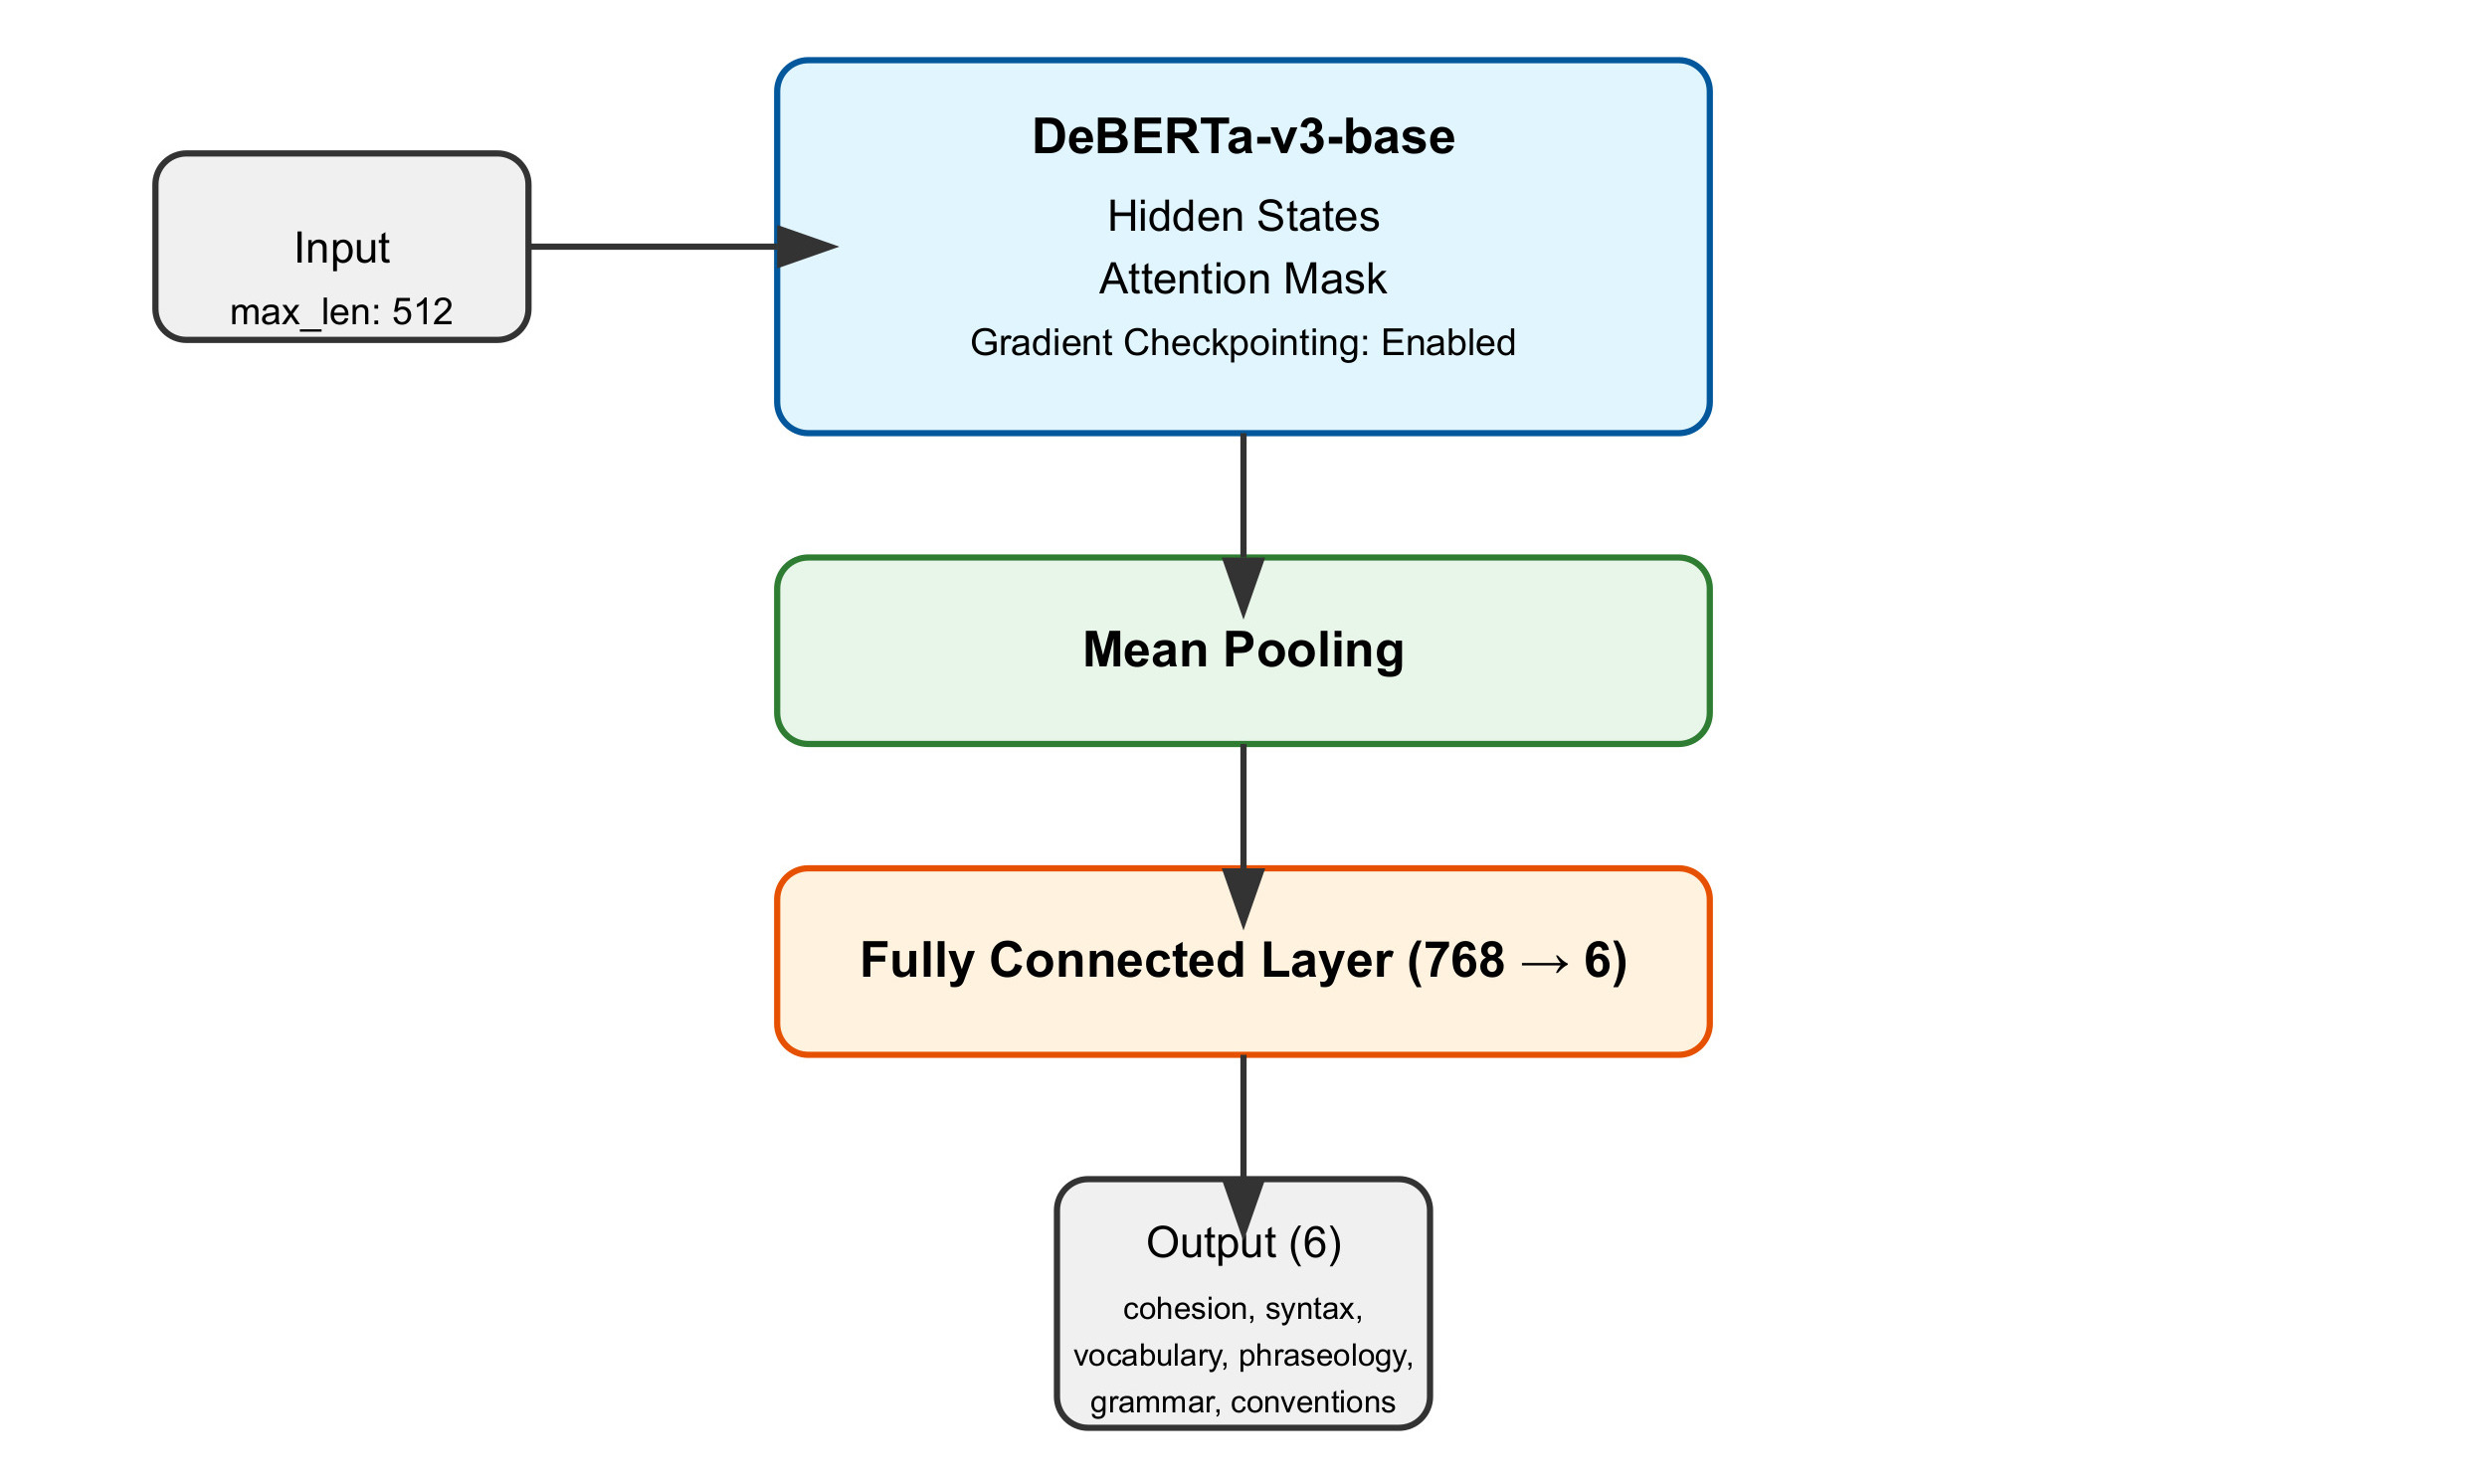 Input
max_len: 512
DeBERTa-v3-base
Hidden States
Attention Mask
Gradient Checkpointing: Enabled
Mean Pooling
Fully Connected Layer (768 → 6)
Output (6)
cohesion, syntax,
vocabulary, phraseology,
grammar, conventions